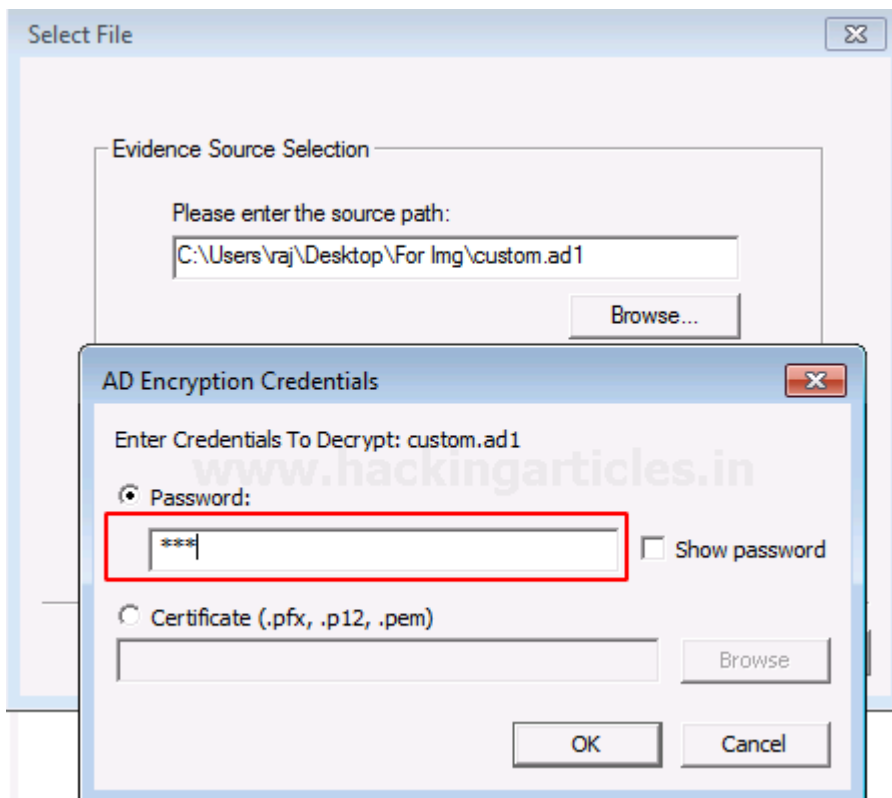 Select File
Evidence Source Selection
Please enter the source path:
C:\Users\raj\Desktop\For Img\custom.ad1
Browse...
AD Encryption Credentials
Enter Credentials To Decrypt: custom.ad1
www.hackingarticles.in
Password:
***
Show password
Certificate (.pfx, .p12, .pem)
Browse
OK
Cancel